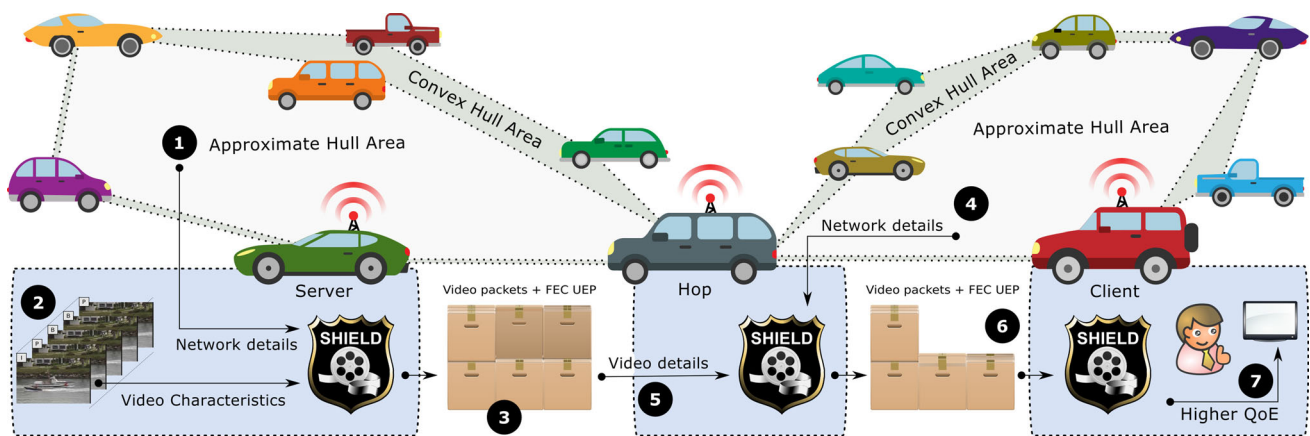 Convex Hull Area
Convex Hull Area
1
Approximate Hull Area
Approximate Hull Area
4
Network details
Server
Hop
Client
2
Video packets + FEC UEP
Video packets + FEC UEP
I
P
B
B
P
SHIELD
SHIELD
SHIELD
6
Network details
Video details
7
Video Characteristics
3
5
Higher QoE